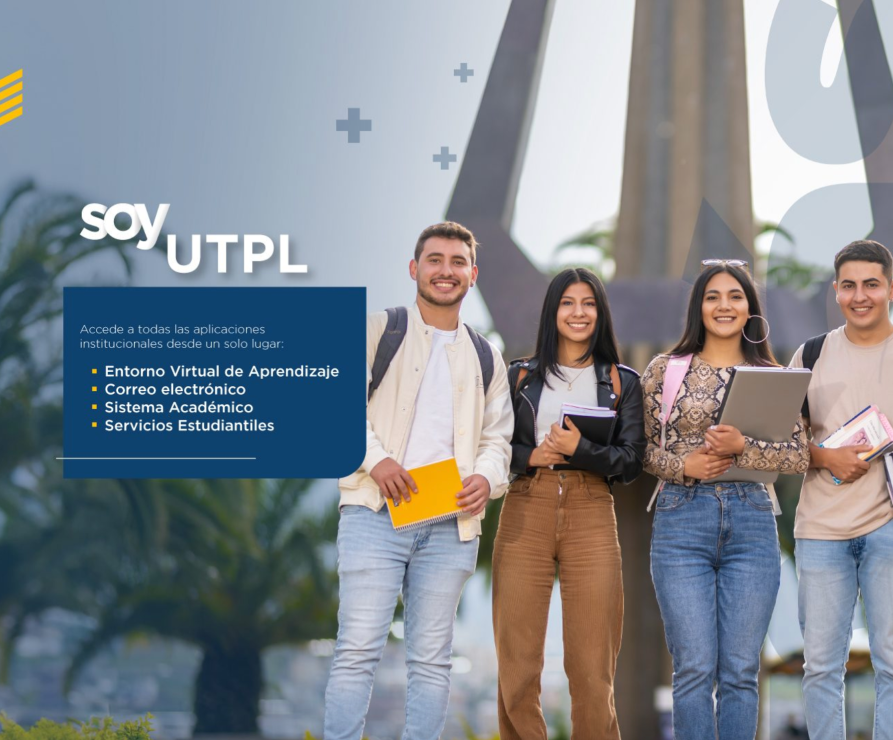 soy
UTPL
Accede a todas las aplicaciones
institucionales desde un solo lugar:
Entorno Virtual de Aprendizaje
Correo electrónico
Sistema Académico
Servicios Estudiantiles